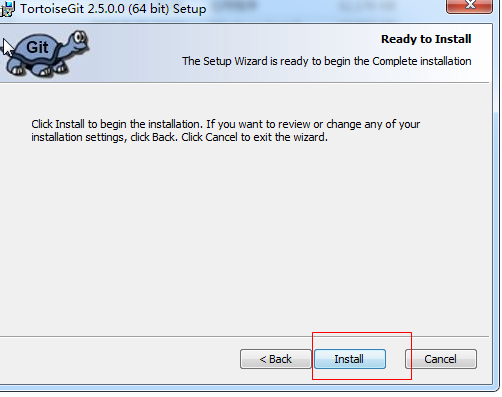 TortoiseGit 2.5.0.0 (64 bit) Setup
Git
Ready to Install
The Setup Wizard is ready to begin the Complete installation
Click Install to begin the installation. If you want to review or change any of your
installation settings, click Back. Click Cancel to exit the wizard.
< Back
Install
Cancel